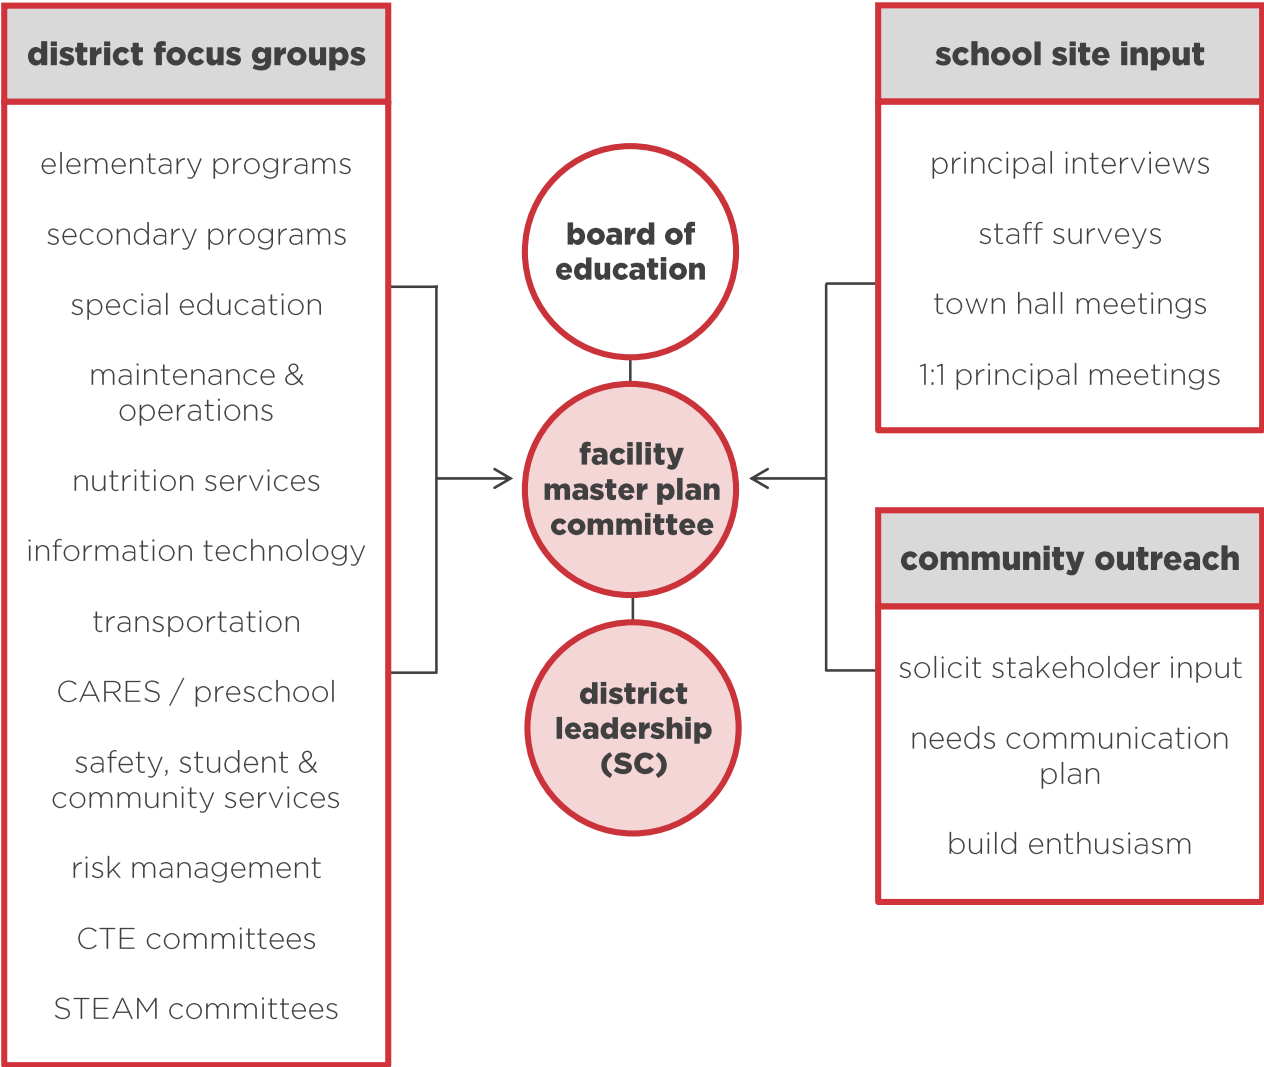 district focus groups
elementary programs
secondary programs
special education
maintenance &
operations
nutrition services
information technology
transportation
CARES / preschool
safety, student &
community services
risk management
CTE committees
STEAM committees
board of
education
facility
master plan
committee
district
leadership
(SC)
school site input
principal interviews
staff surveys
town hall meetings
1:1 principal meetings
community outreach
solicit stakeholder input
needs communication
plan
build enthusiasm